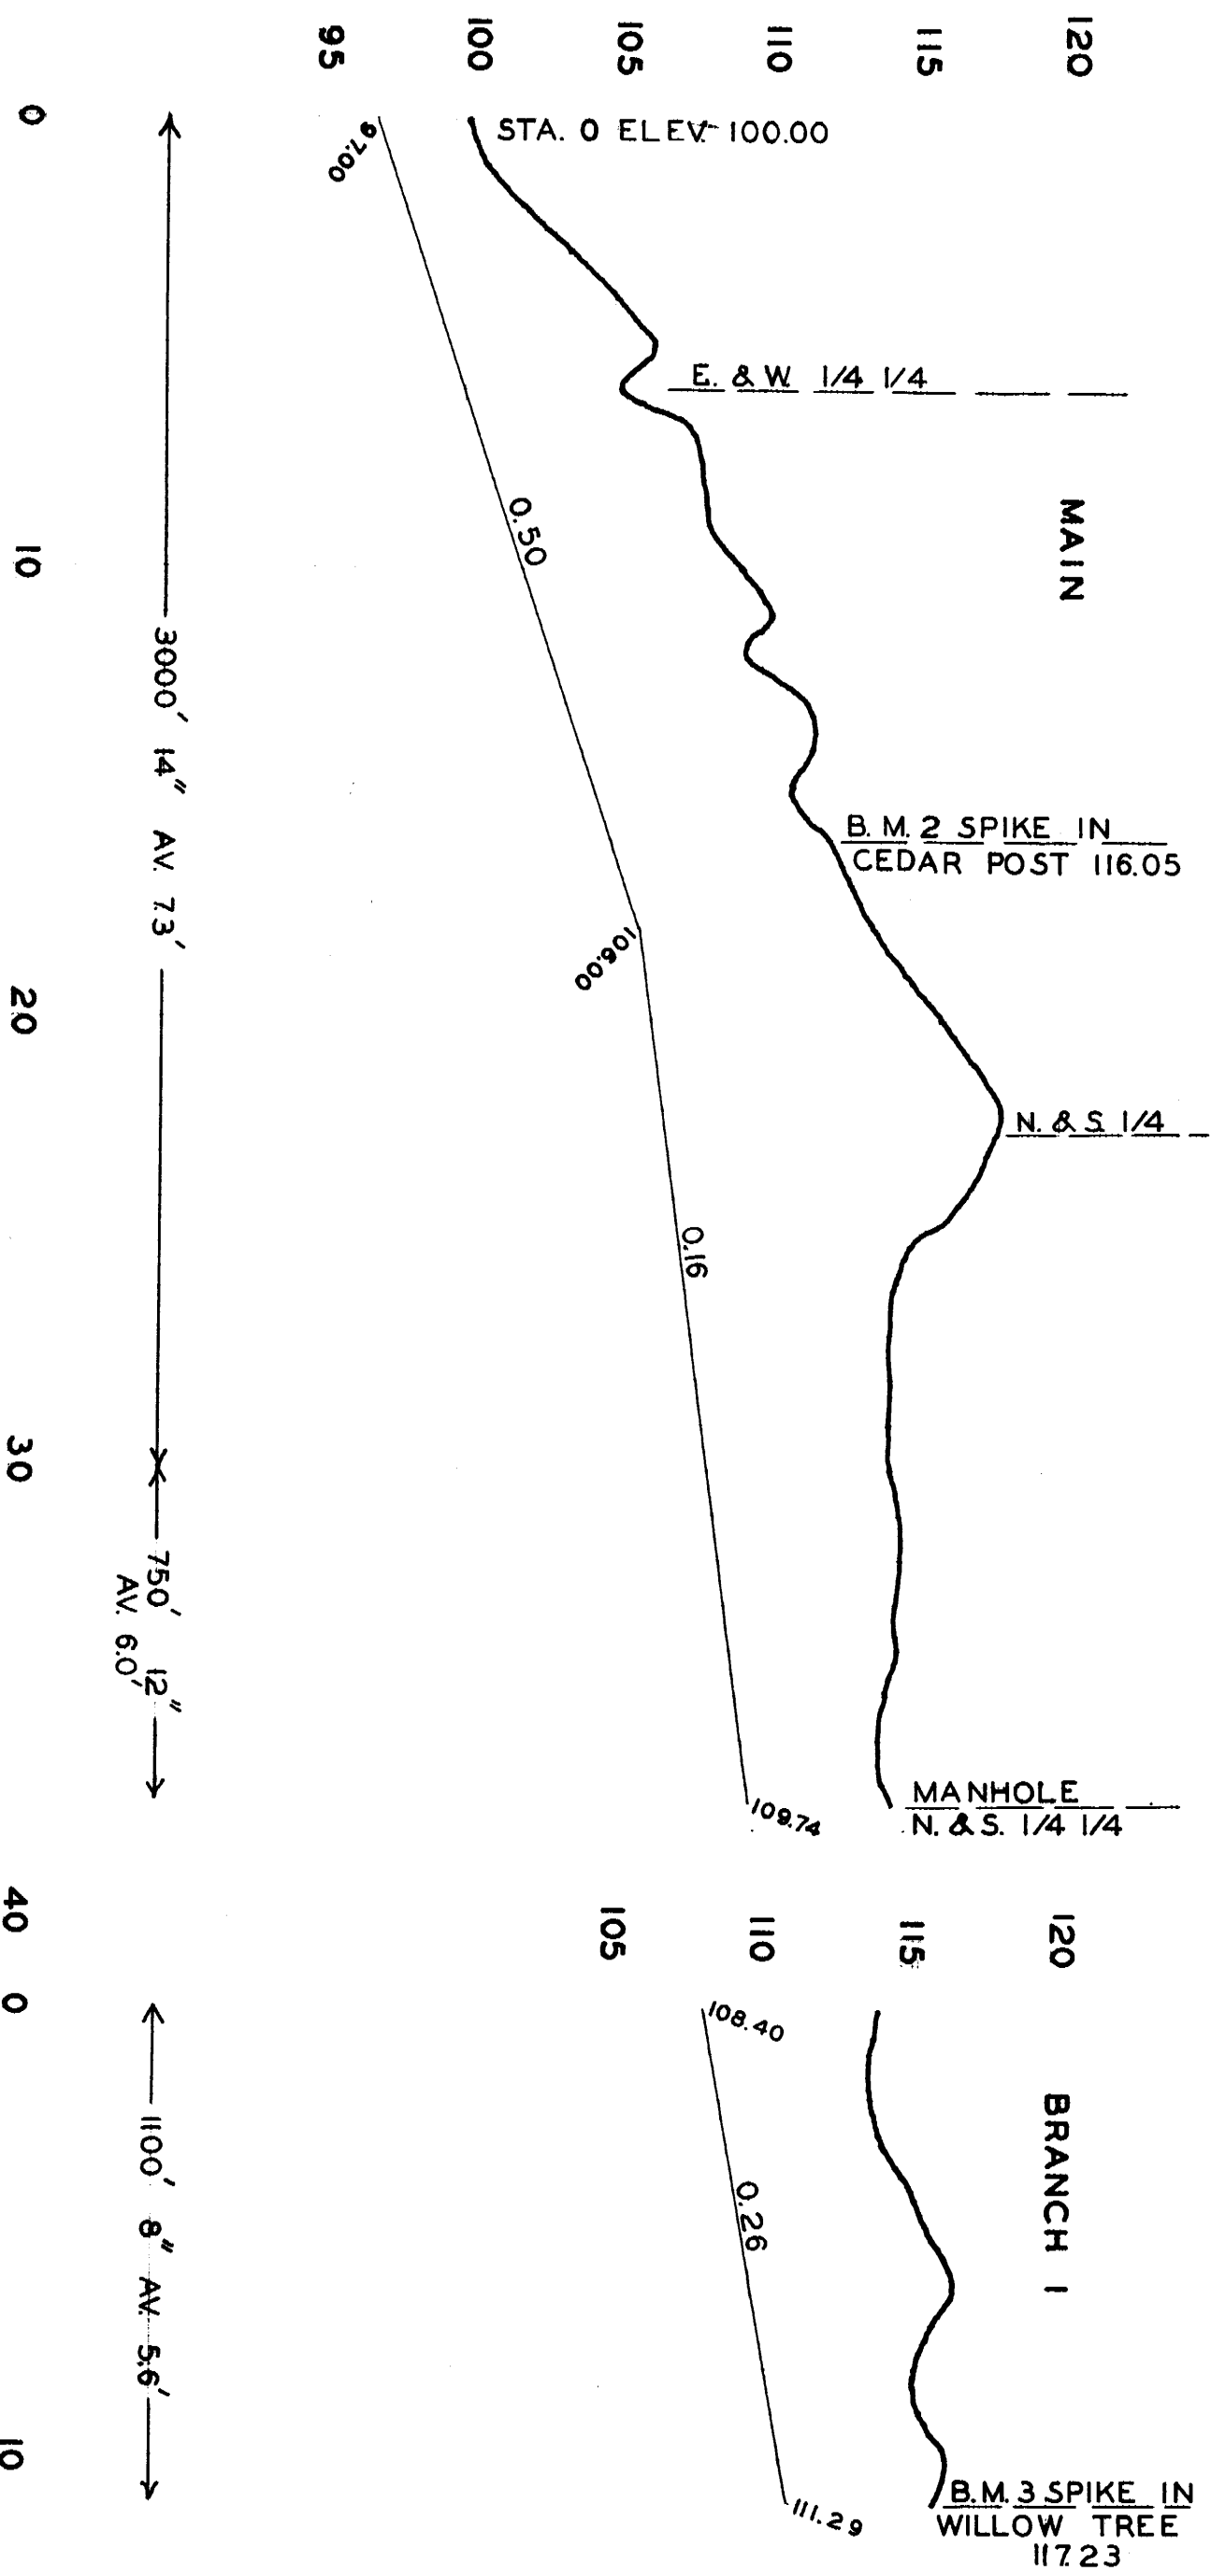 120
115
110
105
100
95
STA. 0 ELEV. 100.00
97.00
E. & W. 1/4 1/4
MAIN
0.50
B. M. 2 SPIKE IN
CEDAR POST 116.05
106.00
N. & S. 1/4
0.16
MANHOLE
N. & S. 1/4 1/4
109.74
3000' 14" AV. 7.3'
750' 12"
AV. 6.0'
0
10
20
30
40
120
115
110
105
BRANCH 1
108.40
0.26
111.29
B. M. 3 SPIKE IN
WILLOW TREE
117.23
1100' 8" AV. 5.6'
0
10